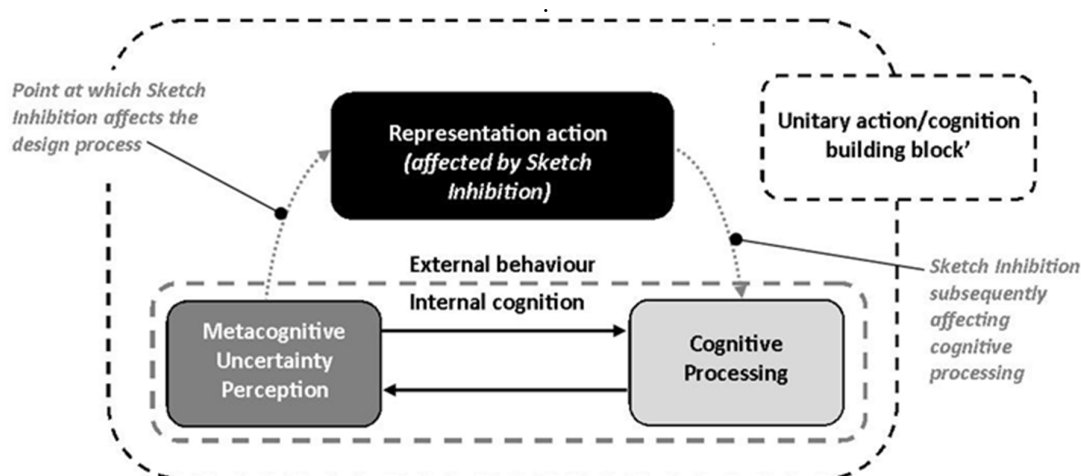 Point at which Sketch
Inhibition affects the
design process
Representation action
(affected by Sketch
Inhibition)
Unitary action/cognition
building block’
External behaviour
Internal cognition
Metacognitive
Uncertainty
Perception
Cognitive
Processing
Sketch Inhibition
subsequently
affecting
cognitive
processing